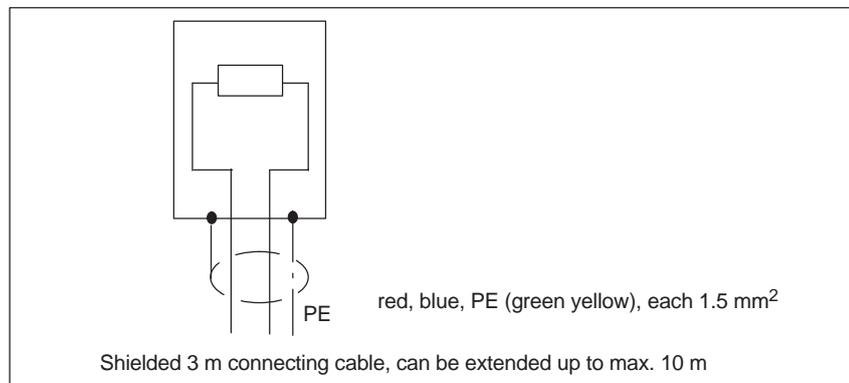 red, blue, PE (green yellow), each 1.5 mm²
PE
Shielded 3 m connecting cable, can be extended up to max. 10 m